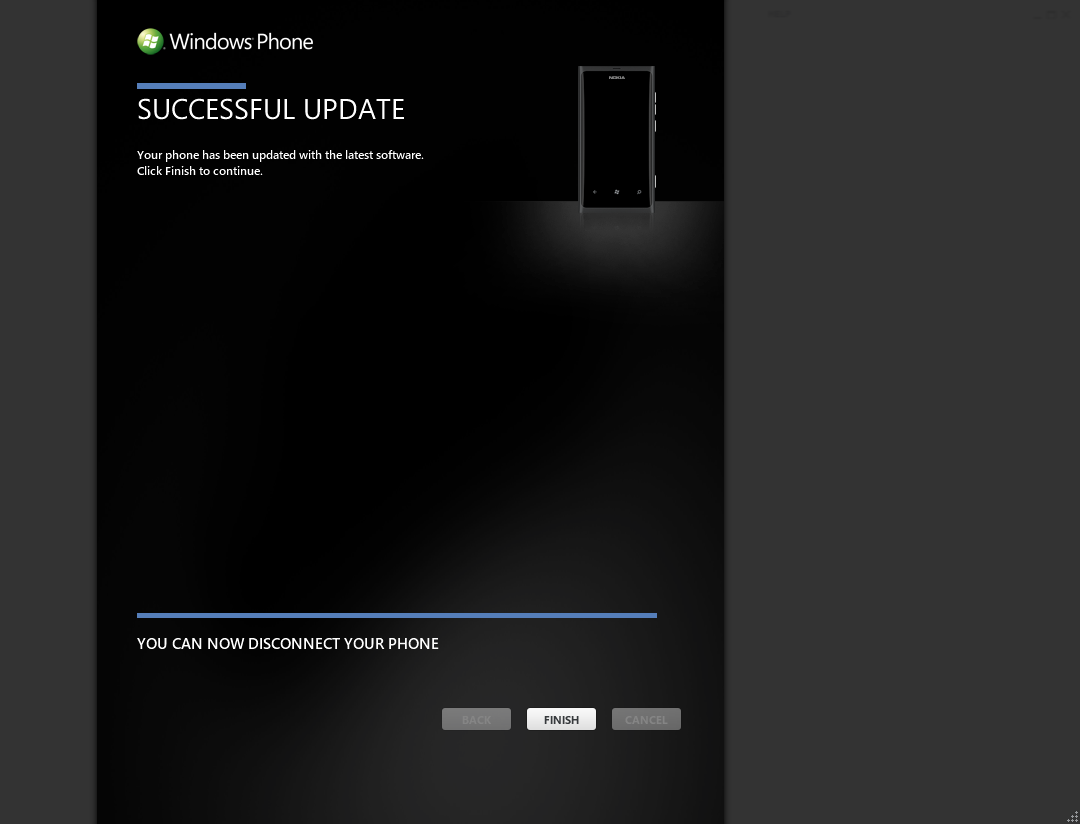 Windows Phone
NOKIA
SUCCESSFUL UPDATE
Your phone has been updated with the latest software.
Click Finish to continue.
YOU CAN NOW DISCONNECT YOUR PHONE
BACK
FINISH
CANCEL